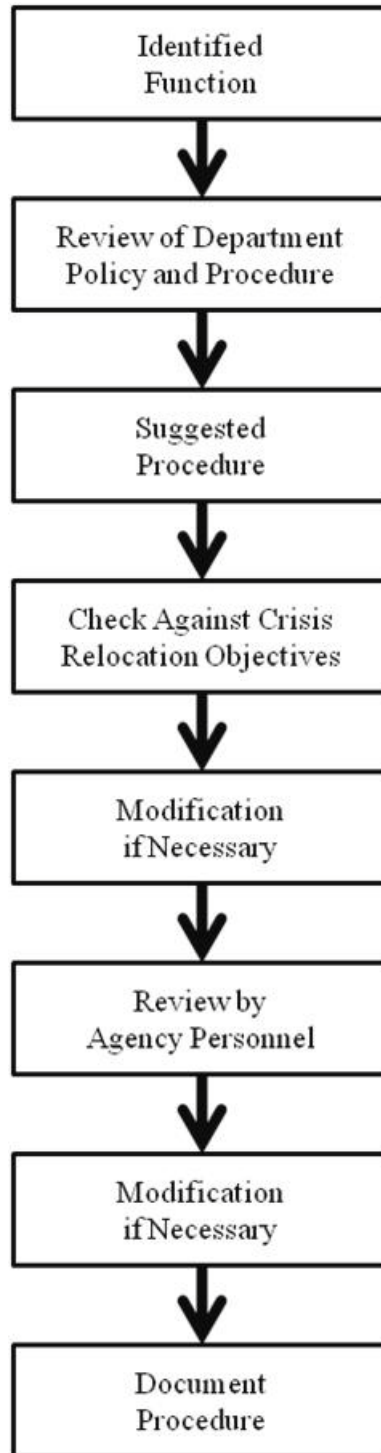 Identified
Function
Review of Department
Policy and Procedure
Suggested
Procedure
Check Against Crisis
Relocation Objectives
Modification
if Necessary
Review by
Agency Personnel
Modification
if Necessary
Document
Procedure